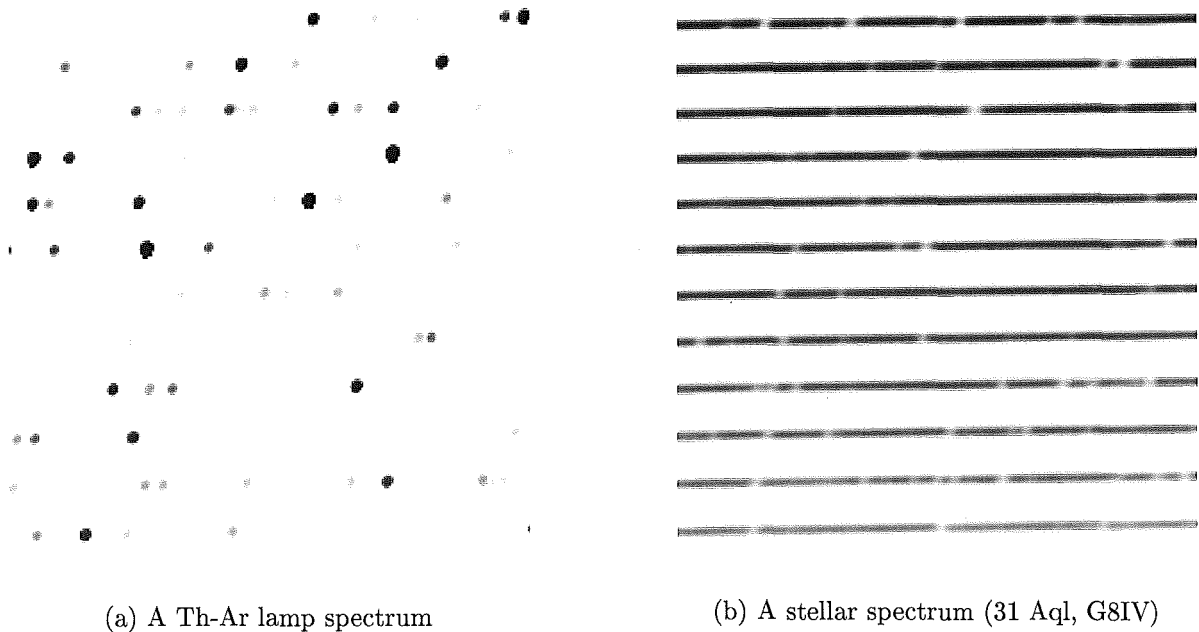 (a) A Th-Ar lamp spectrum
(b) A stellar spectrum (31 Aql, G8IV)